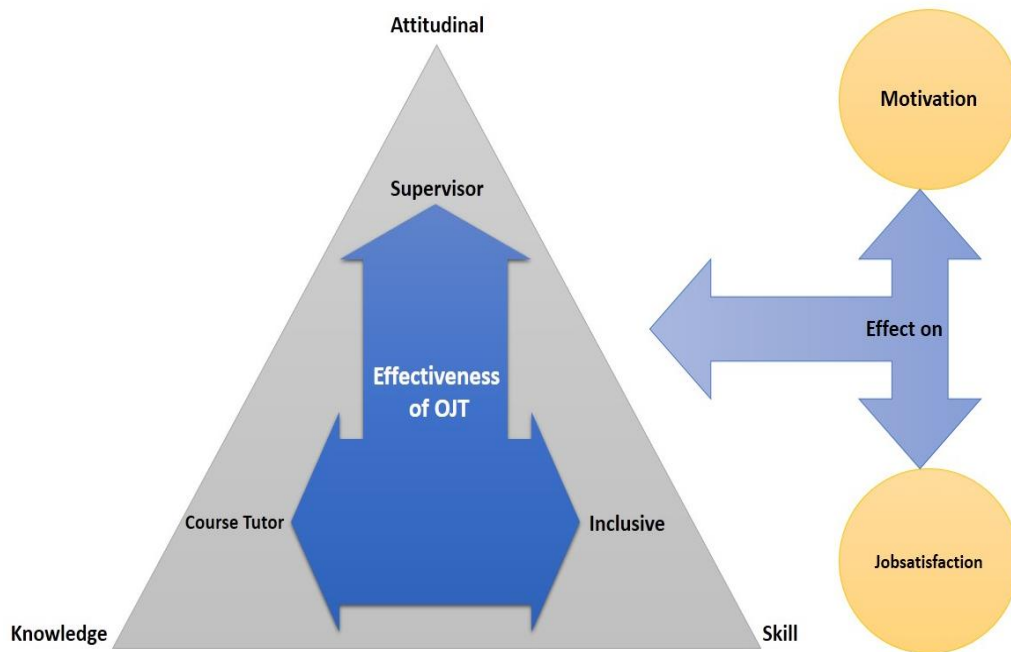 Attitudinal
Motivation
Supervisor
Effect on
Effectiveness
of OJT
Course Tutor
Inclusive
Jobsatisfaction
Knowledge
Skill